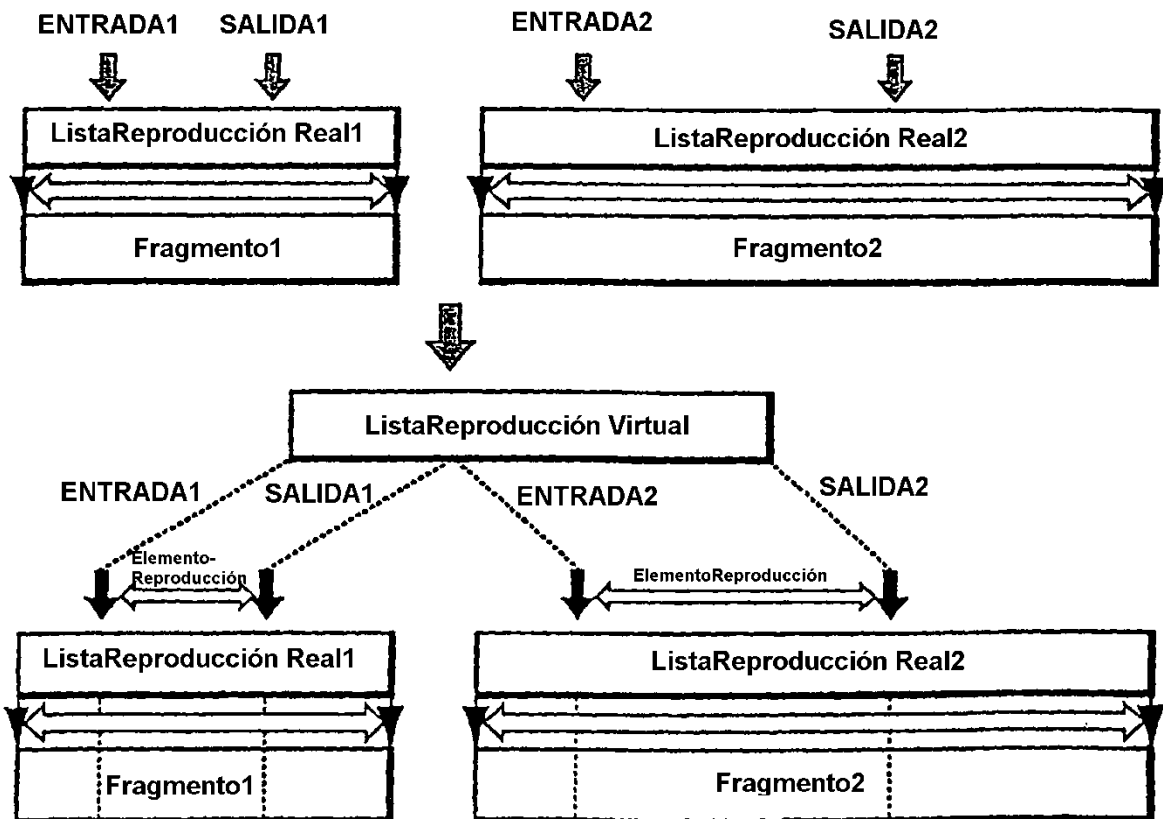 ENTRADA1 SALIDA1 ENTRADA2 SALIDA2
ListaReproducción Real1 ListaReproducción Real2
Fragmento1 Fragmento2
ListaReproducción Virtual
ENTRADA1 SALIDA1 ENTRADA2 SALIDA2
Elemento-
Reproducción ElementoReproducción
ListaReproducción Real1 ListaReproducción Real2
Fragmento1 Fragmento2